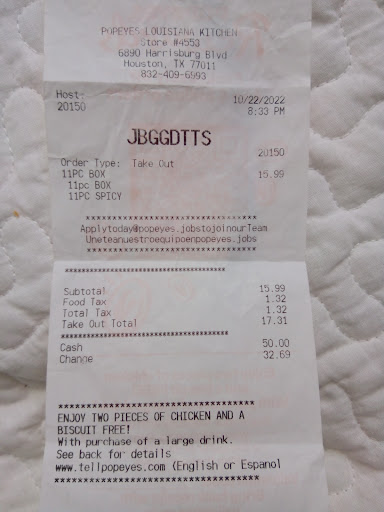 POPEYES LOUISIANA KITCHEN
Store #4553
6890 Harrisburg Blvd
Houston, TX 77011
832-409-6993
Host:
10/22/2022
20150
8:33 PM
JBGGDTTS
20150
Order Type: Take Out
11PC BOX 15.99
11pc BOX
11PC SPICY
****************************************
Applytoday@popeyes.jobstojoinourTeam
Uneteanuestroequipoenpopeyes.jobs
****************************************
****************************************
Subtotal 15.99
Food Tax 1.32
Total Tax 1.32
Take Out Total 17.31
****************************************
Cash 50.00
Change 32.69
****************************************
ENJOY TWO PIECES OF CHICKEN AND A
BISCUIT FREE!
With purchase of a large drink.
See back for details
www.tellpopeyes.com (English or Espanol
****************************************